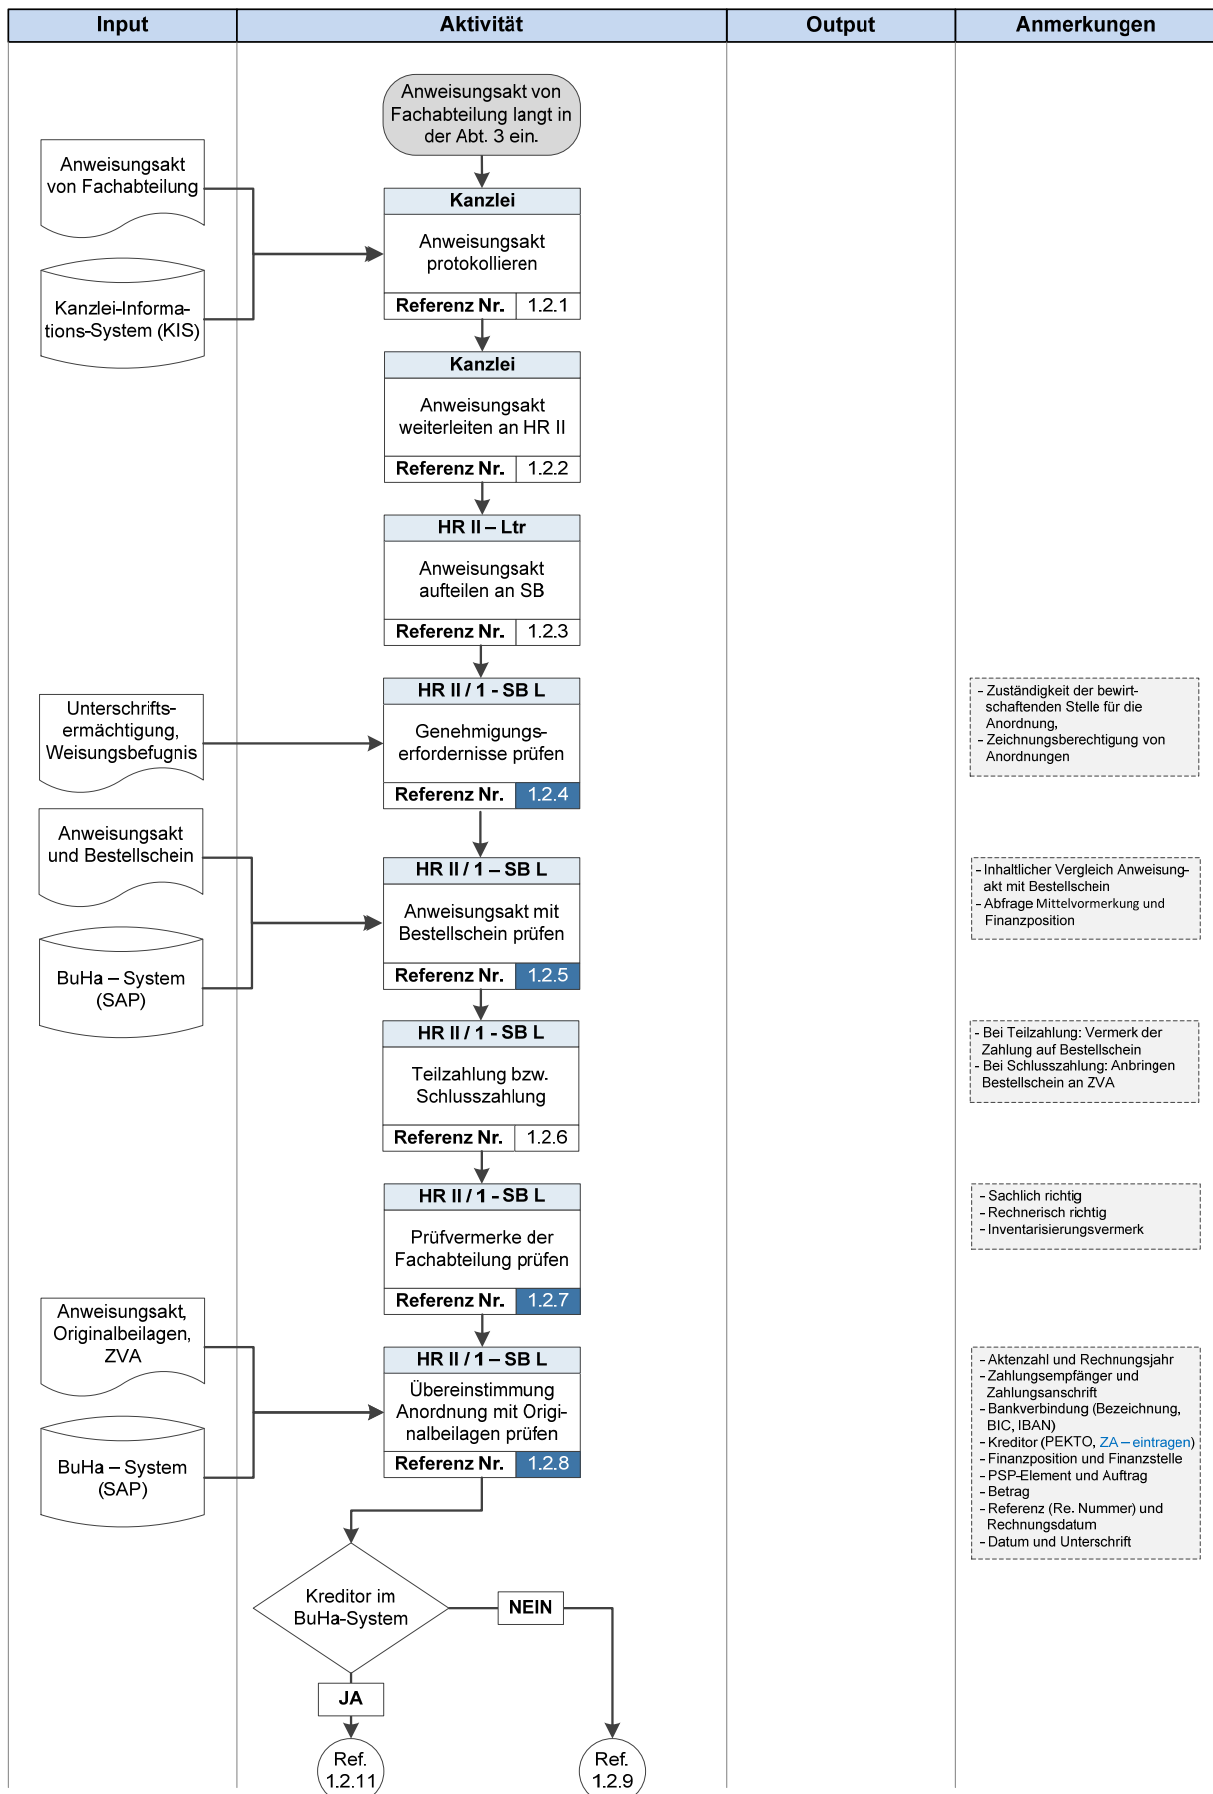 Input
Aktivität
Output
Anmerkungen
Anweisungsakt von
Fachabteilung langt in
der Abt. 3 ein.
Anweisungsakt
von Fachabteilung
Kanzlei-Informa-
tions-System (KIS)
Kanzlei
Anweisungsakt
protokollieren
Referenz Nr.
1.2.1
Kanzlei
Anweisungsakt
weiterleiten an HR II
Referenz Nr.
1.2.2
HR II – Ltr
Anweisungsakt
aufteilen an SB
Referenz Nr.
1.2.3
Unterschrifts-
ermächtigung,
Weisungsbefugnis
HR II / 1 - SB L
Genehmigungs-
erfordernisse prüfen
Referenz Nr.
1.2.4
- Zuständigkeit der bewirt-
schaftenden Stelle für die
Anordnung,
- Zeichnungsberechtigung von
Anordnungen
Anweisungsakt
und Bestellschein
BuHa – System
(SAP)
HR II / 1 – SB L
Anweisungsakt mit
Bestellschein prüfen
Referenz Nr.
1.2.5
- Inhaltlicher Vergleich Anweisung-
akt mit Bestellschein
- Abfrage Mittelvormerkung und
Finanzposition
HR II / 1 - SB L
Teilzahlung bzw.
Schlusszahlung
Referenz Nr.
1.2.6
- Bei Teilzahlung: Vermerk der
Zahlung auf Bestellschein
- Bei Schlusszahlung: Anbringen
Bestellschein an ZVA
HR II / 1 - SB L
Prüfvermerke der
Fachabteilung prüfen
Referenz Nr.
1.2.7
- Sachlich richtig
- Rechnerisch richtig
- Inventarisierungsvermerk
Anweisungsakt,
Originalbeilagen,
ZVA
BuHa – System
(SAP)
HR II / 1 – SB L
Übereinstimmung
Anordnung mit Origi-
nalbeilagen prüfen
Referenz Nr.
1.2.8
- Aktenzahl und Rechnungsjahr
- Zahlungsempfänger und
Zahlungsanschrift
- Bankverbindung (Bezeichnung,
BIC, IBAN)
- Kreditor (PEKTO, ZA – eintragen)
- Finanzposition und Finanzstelle
- PSP-Element und Auftrag
- Betrag
- Referenz (Re. Nummer) und
Rechnungsdatum
- Datum und Unterschrift
Kreditor im
BuHa-System
NEIN
JA
Ref.
1.2.11
Ref.
1.2.9